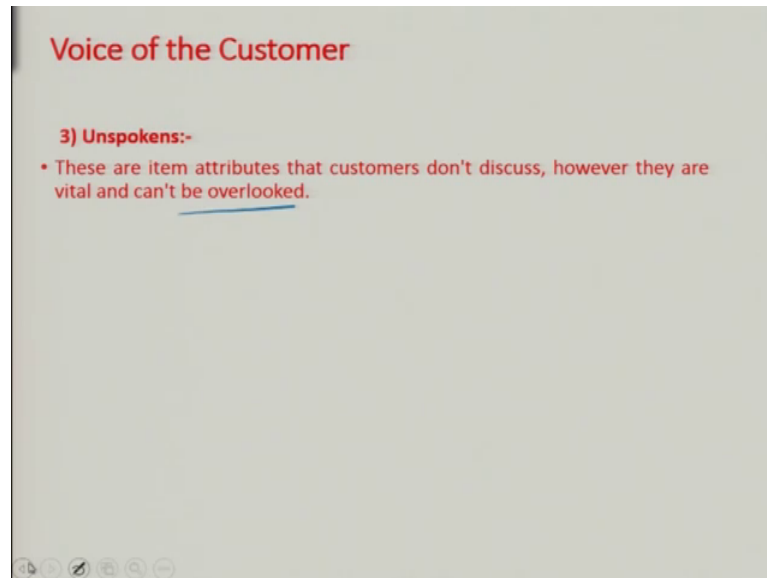 Voice of the Customer
3) Unspokens:-
• These are item attributes that customers don't discuss, however they are
vital and can't be overlooked.